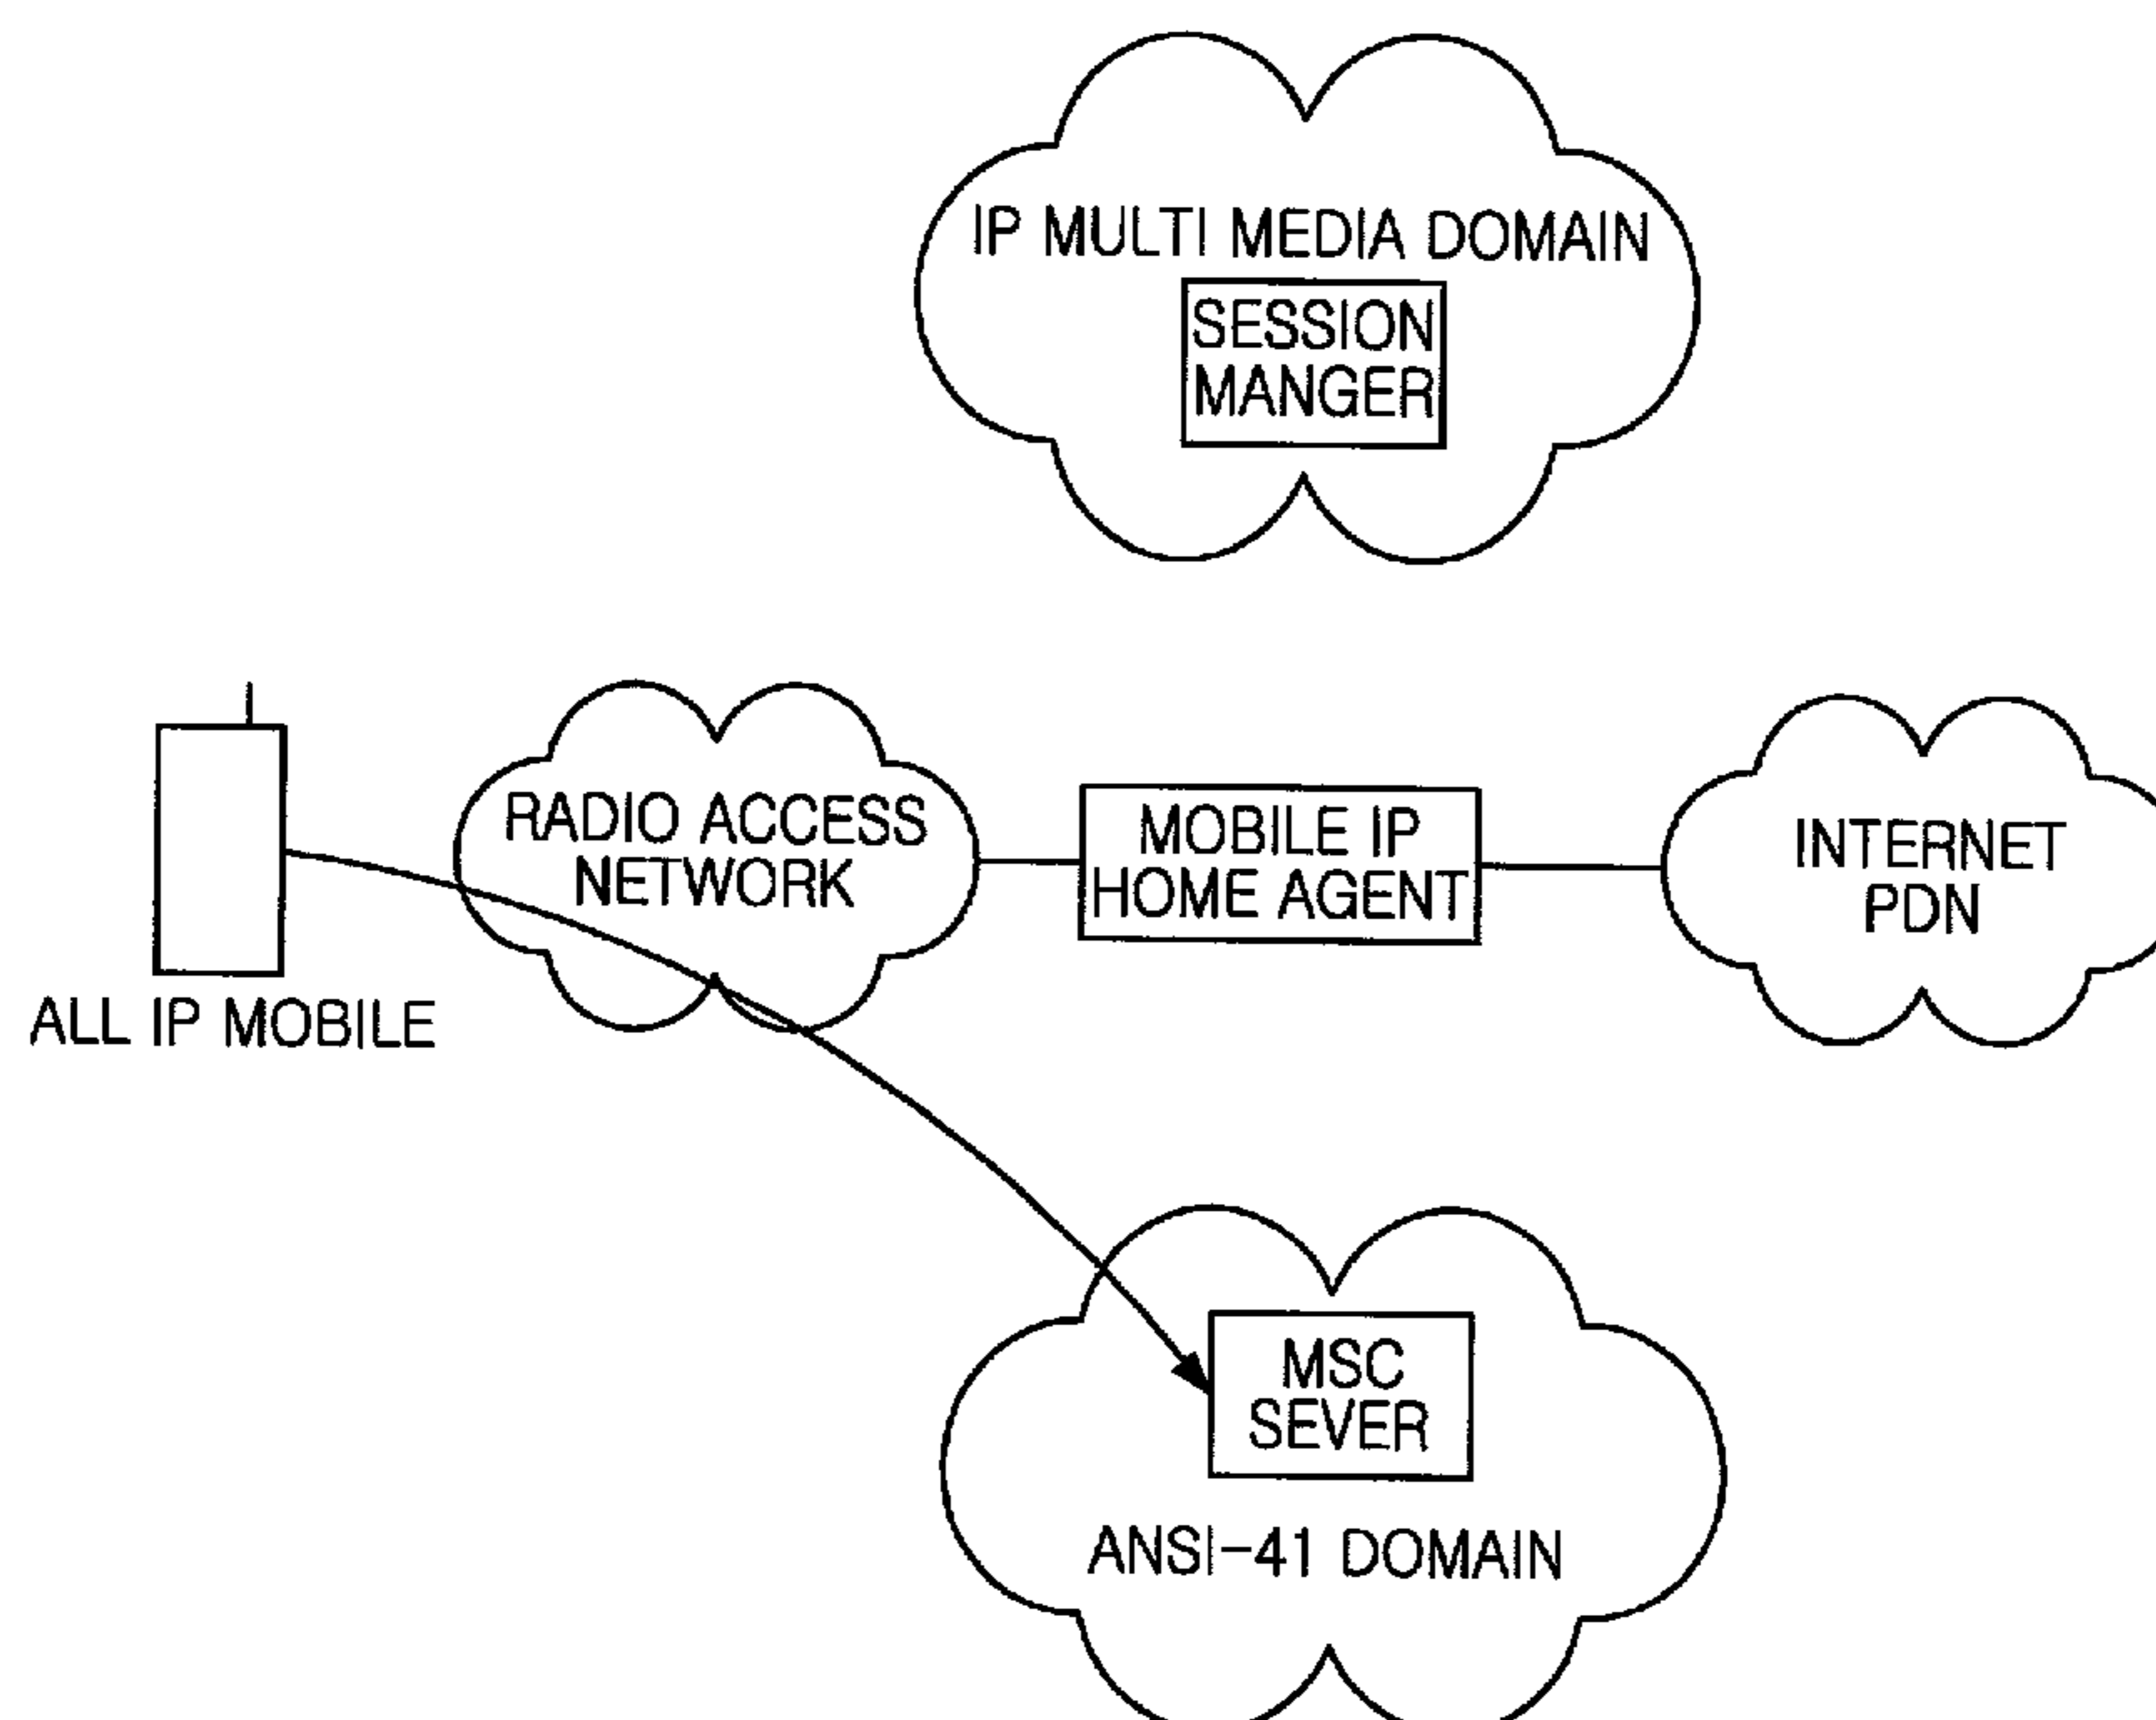 IP MULTI MEDIA DOMAIN
SESSION
MANGER
RADIO ACCESS
NETWORK
MOBILE IP
HOME AGENT
INTERNET
PDN
ALL IP MOBILE
MSC
SEVER
ANSI-41 DOMAIN